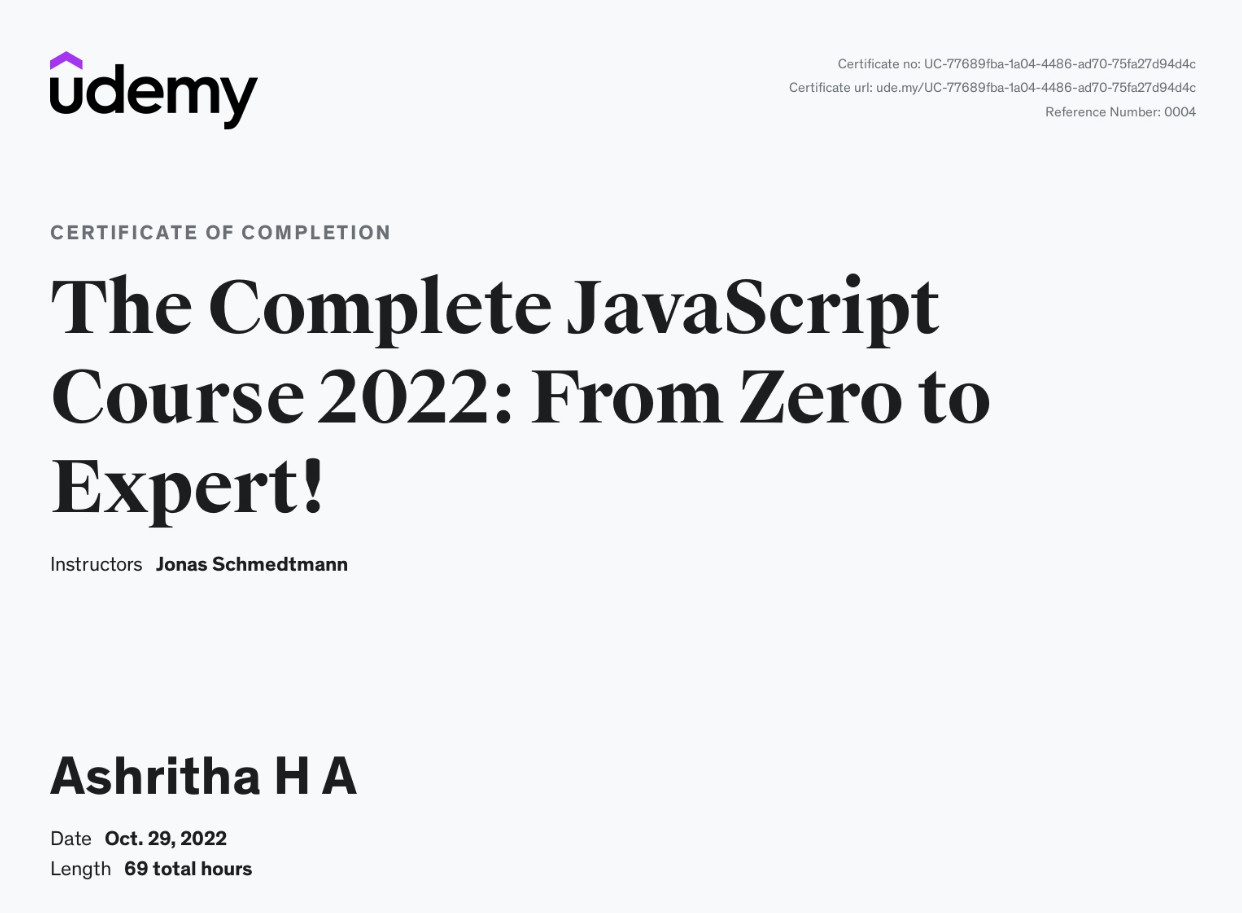 udemy
Certificate no: UC-77689fba-1a04-4486-ad70-75fa27d94d4c
Certificate url: ude.my/UC-77689fba-1a04-4486-ad70-75fa27d94d4c
Reference Number: 0004
CERTIFICATE OF COMPLETION
The Complete JavaScript
Course 2022: From Zero to
Expert!
Instructors Jonas Schmedtmann
Ashritha H A
Date Oct. 29, 2022
Length 69 total hours